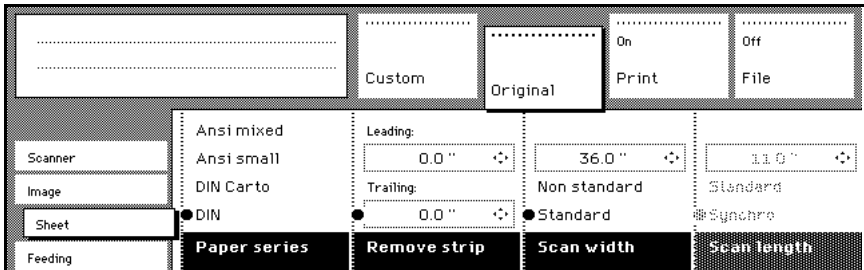 On
Off
Custom
Original
Print
File
Scanner
Image
Sheet
Feeding
Ansi mixed
Ansi small
DIN Carto
DIN
Paper series
Leading:
0.0 "
Trailing:
0.0 "
Remove strip
36.0 "
Non standard
Standard
Scan width
11.0 "
Standard
Synchro
Scan length